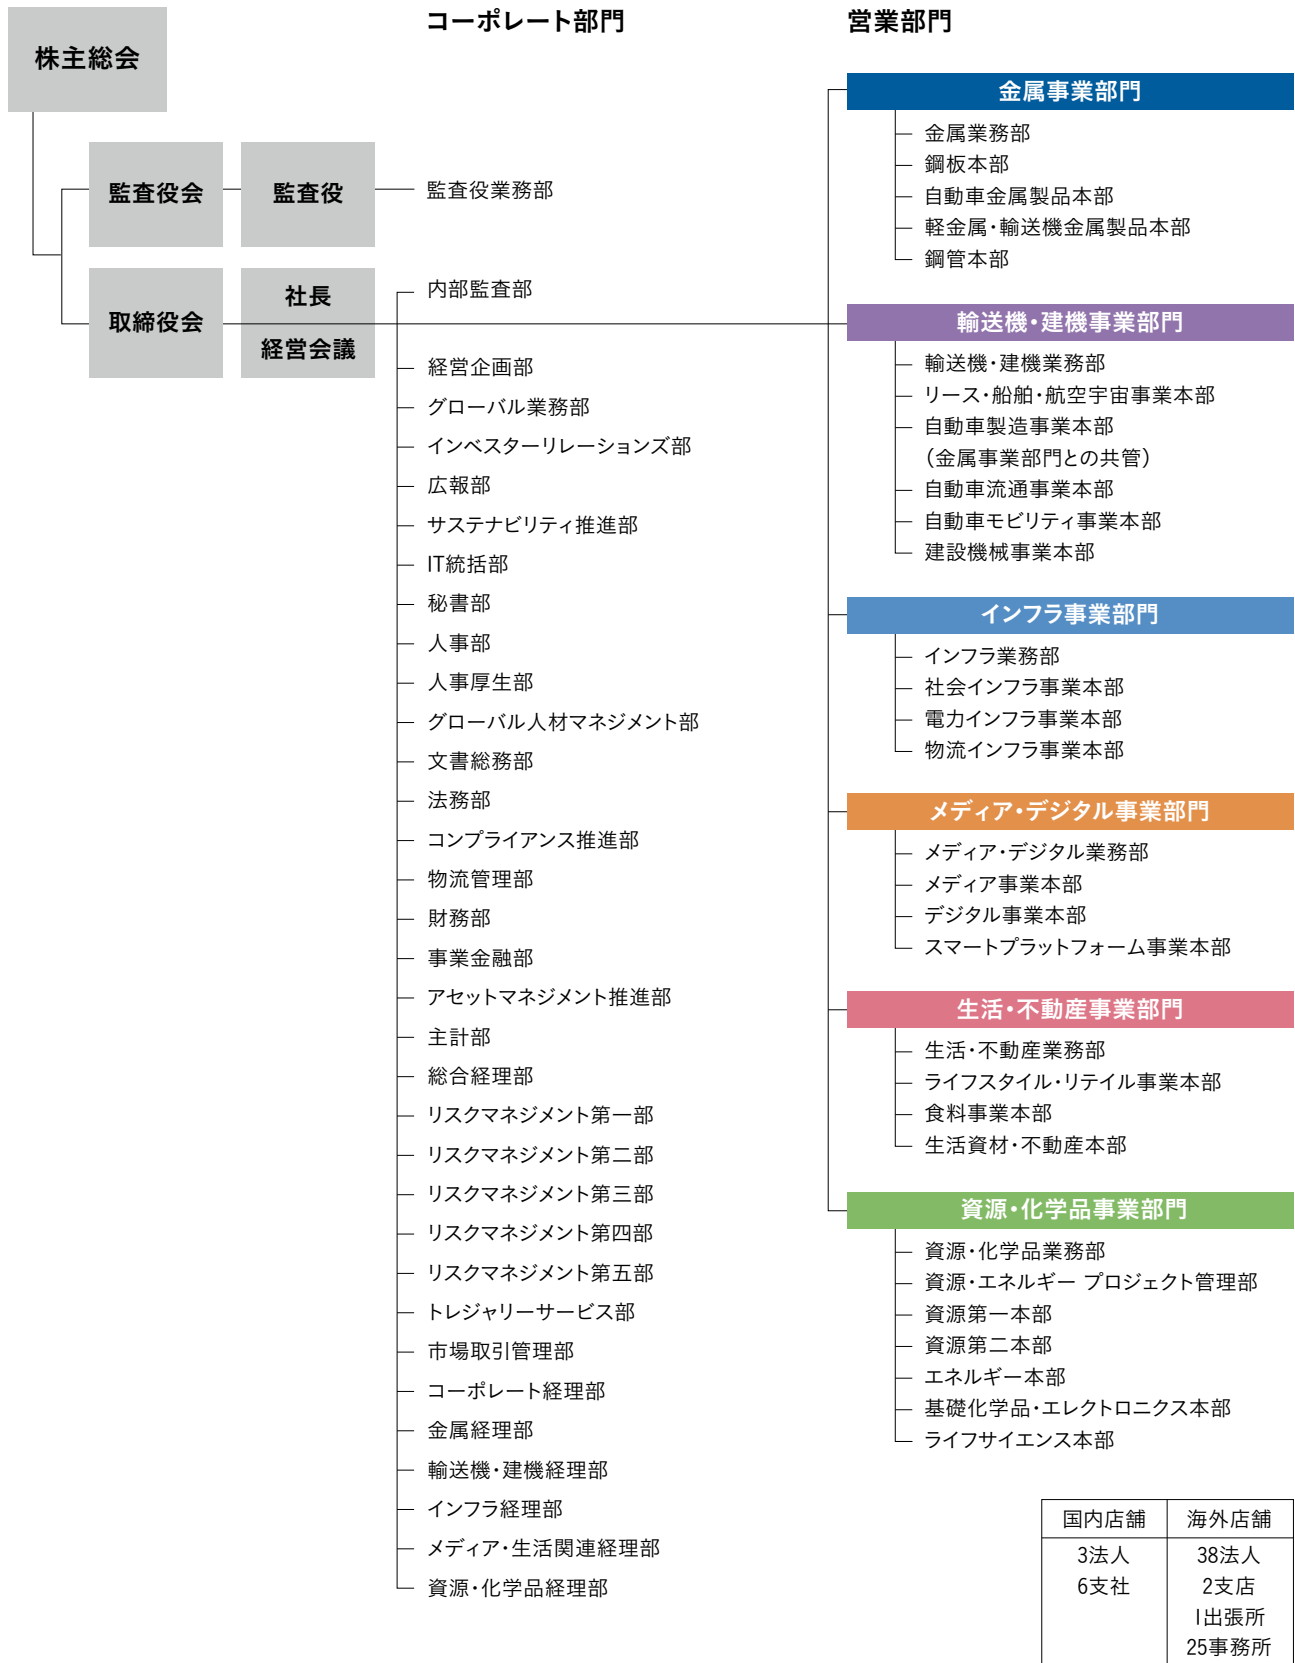 株主総会
監査役会
監査役
監査役業務部
取締役会
社長
経営会議
コーポレート部門
内部監査部
経営企画部
グローバル業務部
インベスターリレーションズ部
広報部
サステナビリティ推進部
IT統括部
秘書部
人事部
人事厚生部
グローバル人材マネジメント部
文書総務部
法務部
コンプライアンス推進部
物流管理部
財務部
事業金融部
アセットマネジメント推進部
主計部
総合経理部
リスクマネジメント第一部
リスクマネジメント第二部
リスクマネジメント第三部
リスクマネジメント第四部
リスクマネジメント第五部
トレジャリーサービス部
市場取引管理部
コーポレート経理部
金属経理部
輸送機・建機経理部
インフラ経理部
メディア・生活関連経理部
資源・化学品経理部
営業部門
金属事業部門
金属業務部
鋼板本部
自動車金属製品本部
軽金属・輸送機金属製品本部
鋼管本部
輸送機・建機事業部門
輸送機・建機業務部
リース・船舶・航空宇宙事業本部
自動車製造事業本部
（金属事業部門との共管）
自動車流通事業本部
自動車モビリティ事業本部
建設機械事業本部
インフラ事業部門
インフラ業務部
社会インフラ事業本部
電力インフラ事業本部
物流インフラ事業本部
メディア・デジタル事業部門
メディア・デジタル業務部
メディア事業本部
デジタル事業本部
スマートプラットフォーム事業本部
生活・不動産事業部門
生活・不動産業務部
ライフスタイル・リテイル事業本部
食料事業本部
生活資材・不動産本部
資源・化学品事業部門
資源・化学品業務部
資源・エネルギー プロジェクト管理部
資源第一本部
資源第二本部
エネルギー本部
基礎化学品・エレクトロニクス本部
ライフサイエンス本部
国内店舗
3法人
6支社
海外店舗
38法人
2支店
1出張所
25事務所